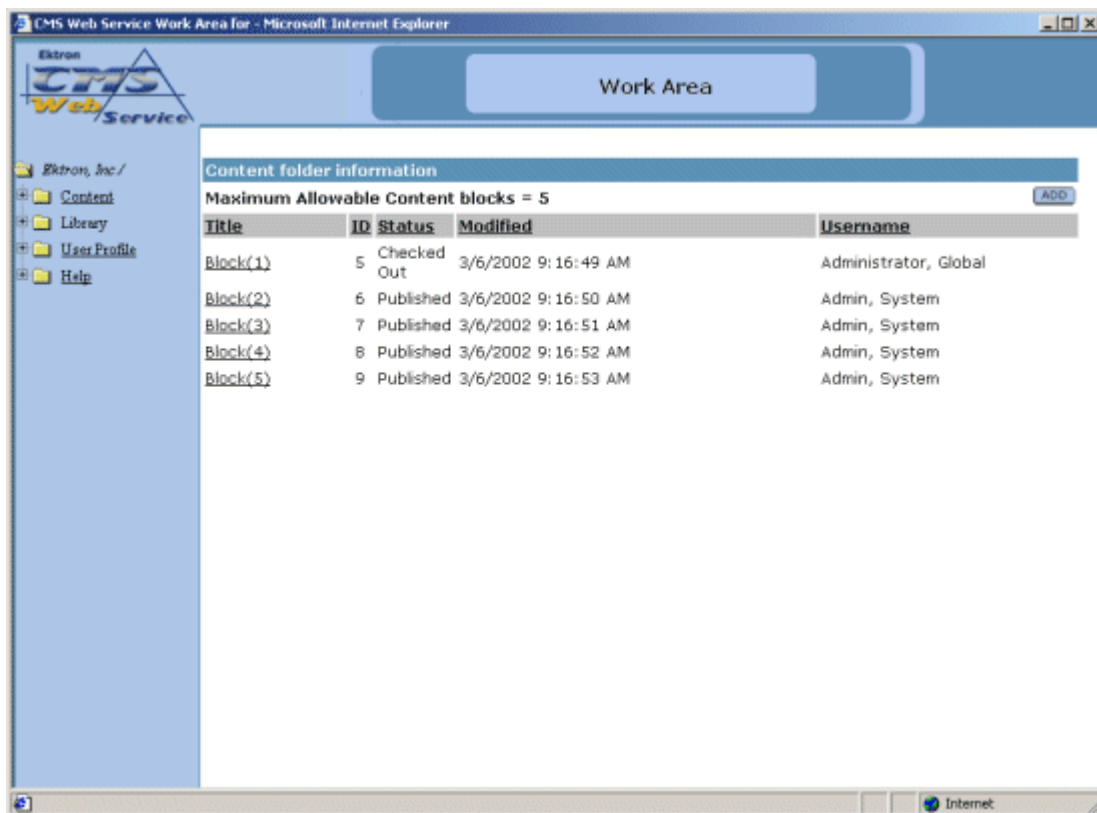 CMS Web Service Work Area for - Microsoft Internet Explorer
Ektron
CMS
Web
Service
Work Area
Ektron, Inc/
Content
Library
User Profile
Help
Content folder information
Maximum Allowable Content blocks = 5 ADD
Title ID Status Modified Username
Block(1) 5 Checked Out 3/6/2002 9:16:49 AM Administrator, Global
Block(2) 6 Published 3/6/2002 9:16:50 AM Admin, System
Block(3) 7 Published 3/6/2002 9:16:51 AM Admin, System
Block(4) 8 Published 3/6/2002 9:16:52 AM Admin, System
Block(5) 9 Published 3/6/2002 9:16:53 AM Admin, System
Internet